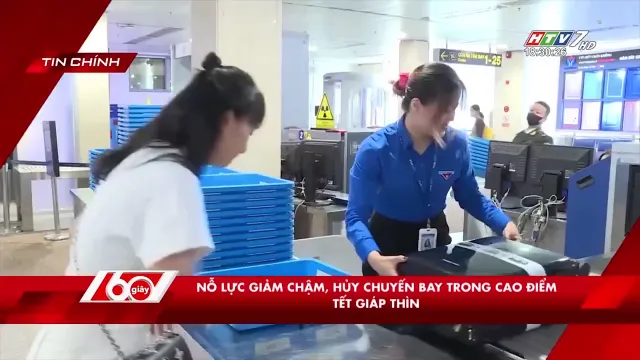 TIN CHÍNH
HTV7 HD
18:30:26
60 giây
NỖ LỰC GIẢM CHẬM, HỦY CHUYẾN BAY TRONG CAO ĐIỂM
TẾT GIÁP THÌN